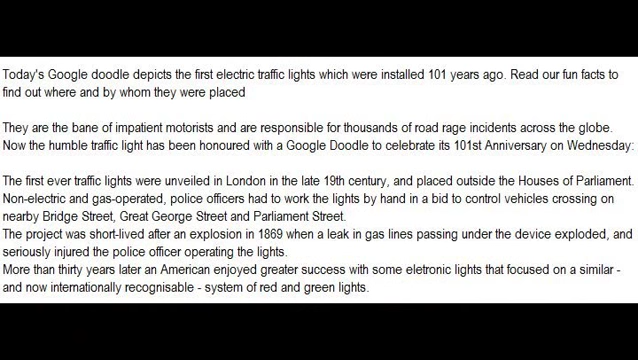 Today's Google doodle depicts the first electric traffic lights which were installed 101 years ago. Read our fun facts to
find out where and by whom they were placed
They are the bane of impatient motorists and are responsible for thousands of road rage incidents across the globe.
Now the humble traffic light has been honoured with a Google Doodle to celebrate its 101st Anniversary on Wednesday:
The first ever traffic lights were unveiled in London in the late 19th century, and placed outside the Houses of Parliament.
Non-electric and gas-operated, police officers had to work the lights by hand in a bid to control vehicles crossing on
nearby Bridge Street, Great George Street and Parliament Street.
The project was short-lived after an explosion in 1869 when a leak in gas lines passing under the device exploded, and
seriously injured the police officer operating the lights.
More than thirty years later an American enjoyed greater success with some eletronic lights that focused on a similar -
and now internationally recognisable - system of red and green lights.